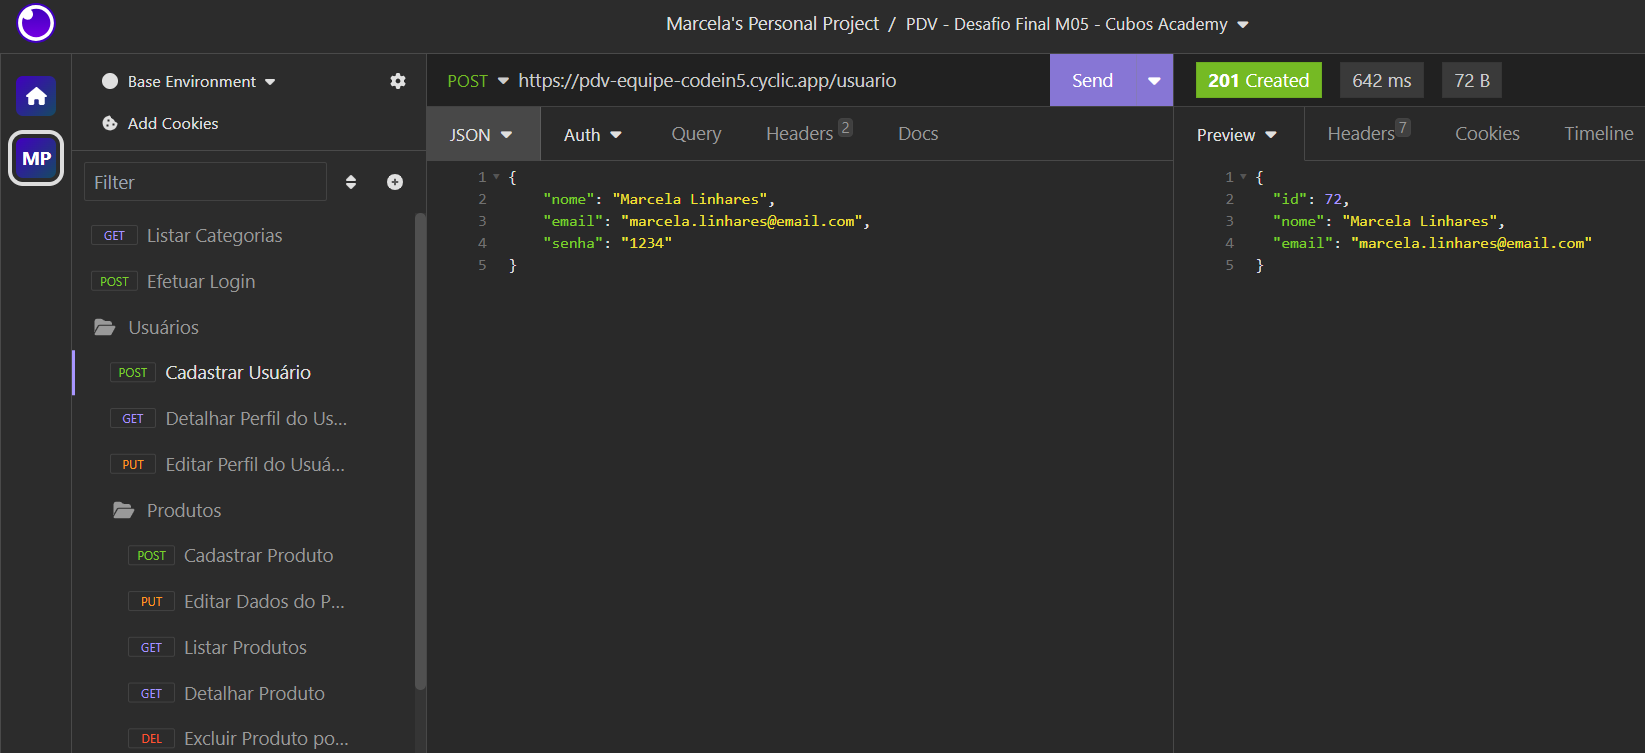 Marcela's Personal Project / PDV - Desafio Final M05 - Cubos Academy
MP
Base Environment
Add Cookies
Filter
GET Listar Categorias
POST Efetuar Login
Usuários
POST Cadastrar Usuário
GET Detalhar Perfil do Us...
PUT Editar Perfil do Usuá...
Produtos
POST Cadastrar Produto
PUT Editar Dados do P...
GET Listar Produtos
GET Detalhar Produto
DEL Excluir Produto po...
POST https://pdv-equipe-codein5.cyclic.app/usuario Send
JSON Auth Query Headers 2 Docs
1 {
2 "nome": "Marcela Linhares",
3 "email": "marcela.linhares@email.com",
4 "senha": "1234"
5 }
201 Created 642 ms 72 B
Preview Headers 7 Cookies Timeline
1 {
2 "id": 72,
3 "nome": "Marcela Linhares",
4 "email": "marcela.linhares@email.com"
5 }